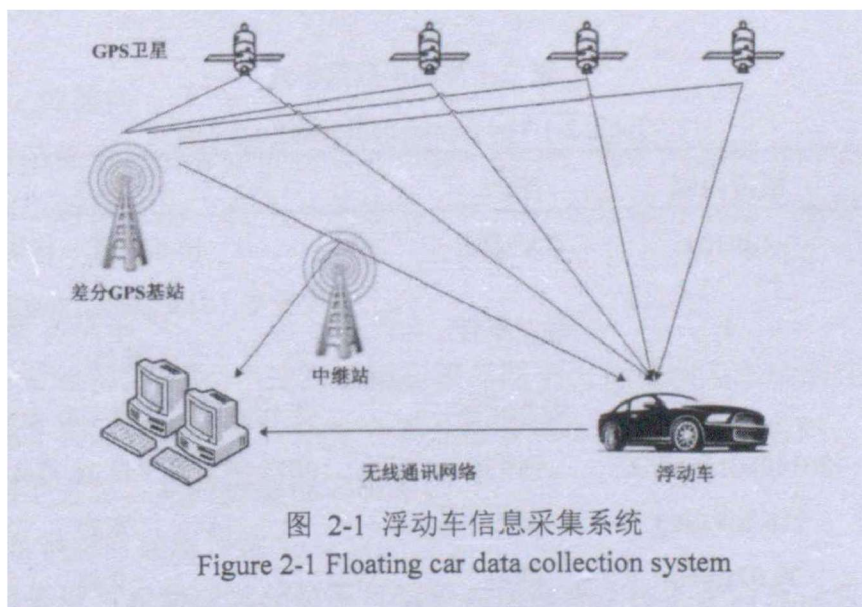 GPS卫星
差分GPS基站
中继站
无线通讯网络
浮动车
图 2-1 浮动车信息采集系统
Figure 2-1 Floating car data collection system